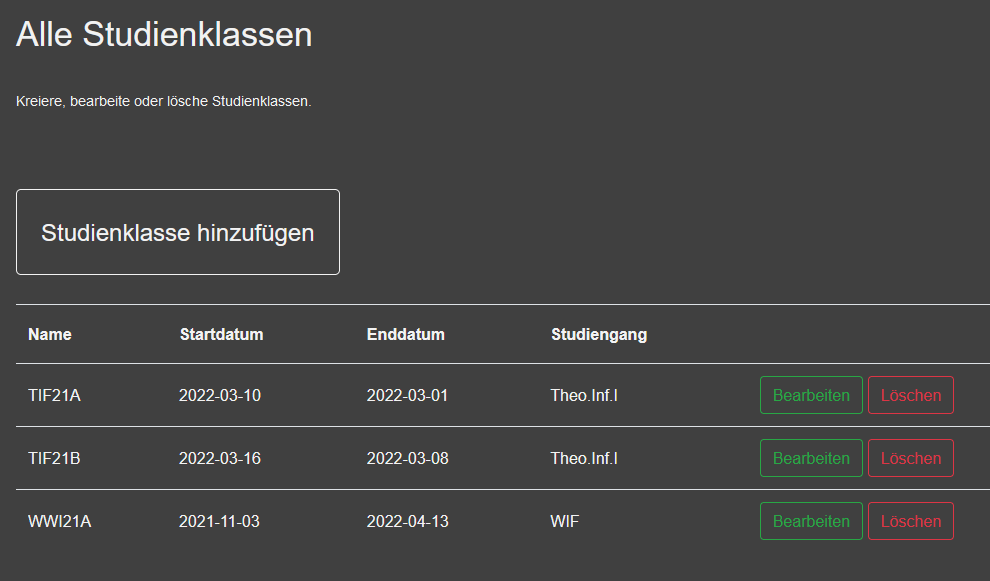 Alle Studienklassen
Kreiere, bearbeite oder lösche Studienklassen.
Studienklasse hinzufügen
Name Startdatum Enddatum Studiengang
TIF21A 2022-03-10 2022-03-01 Theo.Inf.I Bearbeiten Löschen
TIF21B 2022-03-16 2022-03-08 Theo.Inf.I Bearbeiten Löschen
WWI21A 2021-11-03 2022-04-13 WIF Bearbeiten Löschen